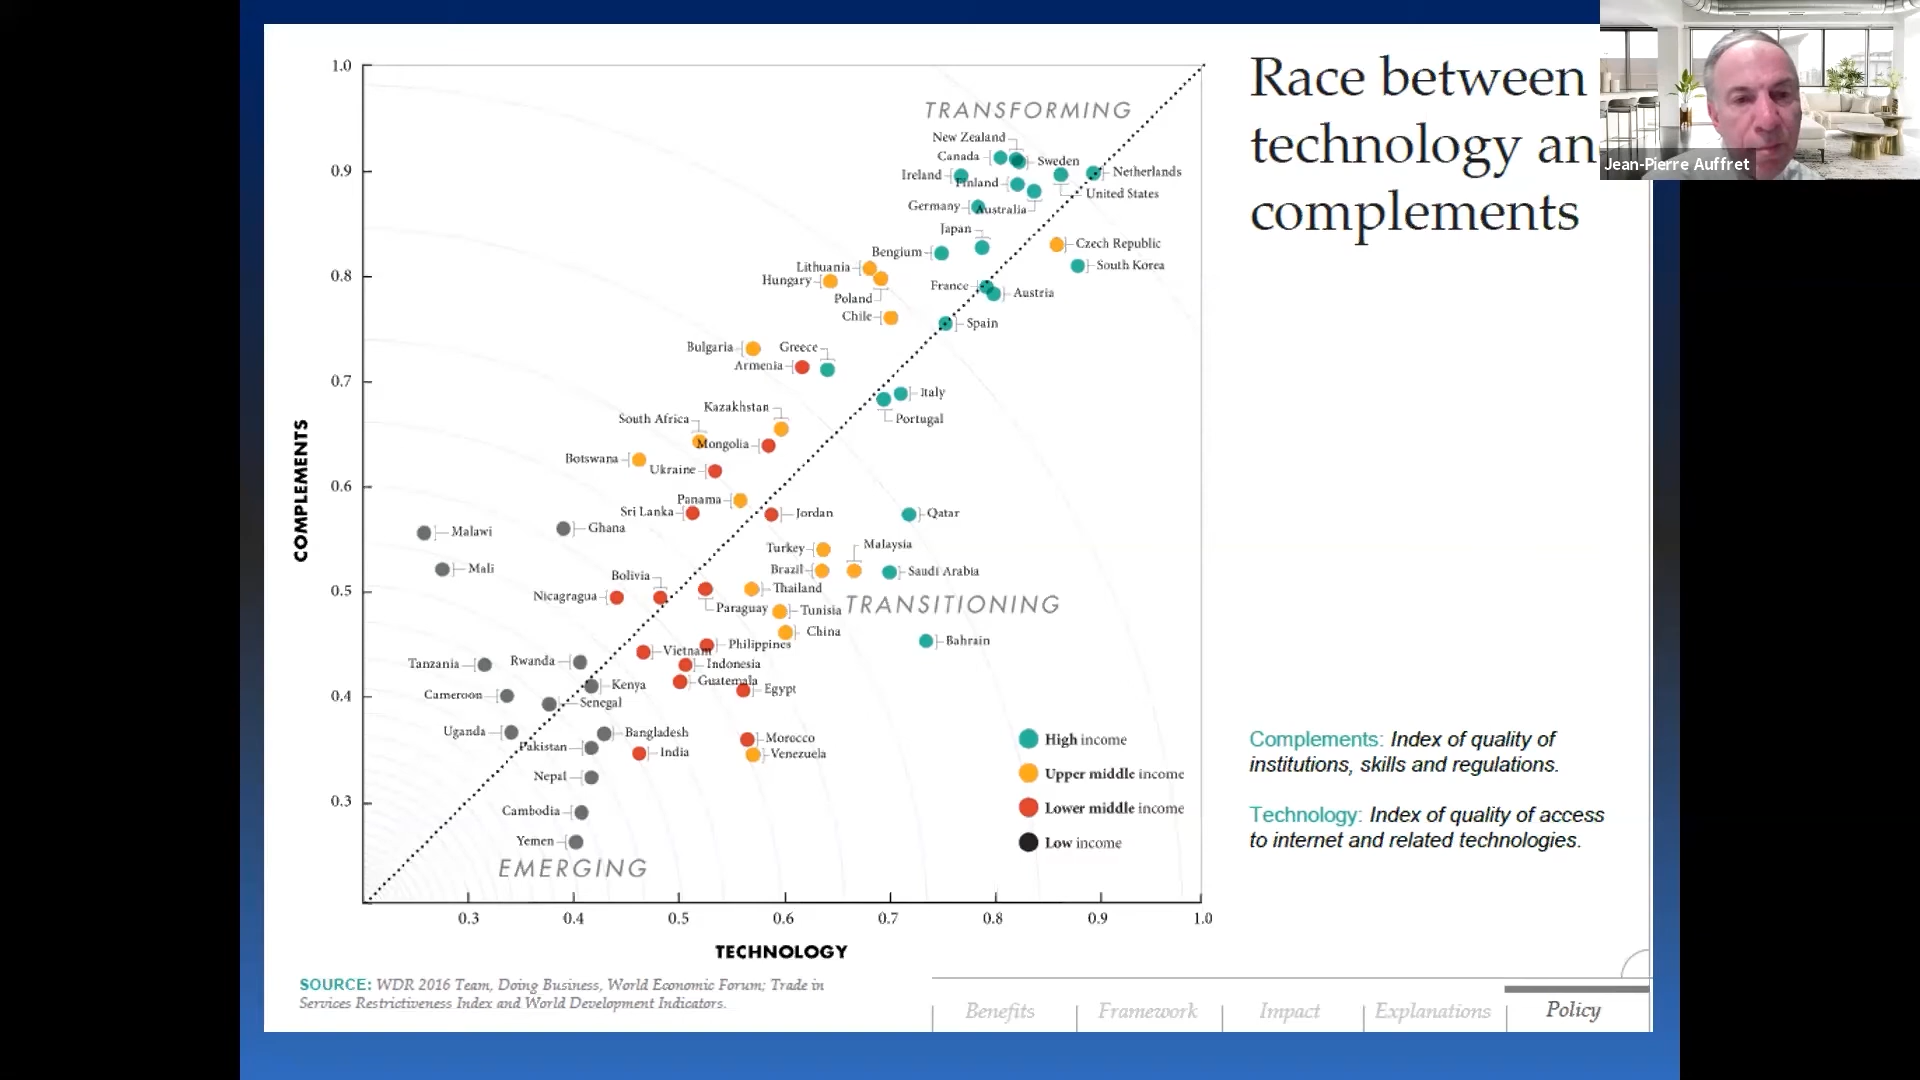 Race between
technology an
complements
Jean-Pierre Auffret
1.0
0.9
0.8
0.7
0.6
0.5
0.4
0.3
COMPLEMENTS
TRANSFORMING
New Zealand
Canada
Sweden
Netherlands
Ireland
Finland
United States
Germany
Australia
Japan
Czech Republic
Bengium
South Korea
Lithuania
Hungary
France
Austria
Poland
Chile
Spain
Bulgaria
Greece
Armenia
Italy
Kazakhstan
South Africa
Portugal
Mongolia
Botswana
Ukraine
Panama
Sri Lanka
Jordan
Qatar
Malawi
Ghana
Turkey
Malaysia
Mali
Brazil
Saudi Arabia
Bolivia
Thailand
Nicagragua
Paraguay
Tunisia
TRANSITIONING
China
Bahrain
Philippines
Vietnam
Tanzania
Rwanda
Indonesia
Kenya
Guatemala
Egypt
Cameroon
Senegal
Uganda
Bangladesh
Morocco
Pakistan
India
Venezuela
Nepal
Cambodia
Yemen
EMERGING
High income
Upper middle income
Lower middle income
Low income
0.3 0.4 0.5 0.6 0.7 0.8 0.9 1.0
TECHNOLOGY
Complements: Index of quality of
institutions, skills and regulations.
Technology: Index of quality of access
to internet and related technologies.
SOURCE: WDR 2016 Team, Doing Business, World Economic Forum; Trade in
Services Restrictiveness Index and World Development Indicators.
Benefits Framework Impact Explanations Policy